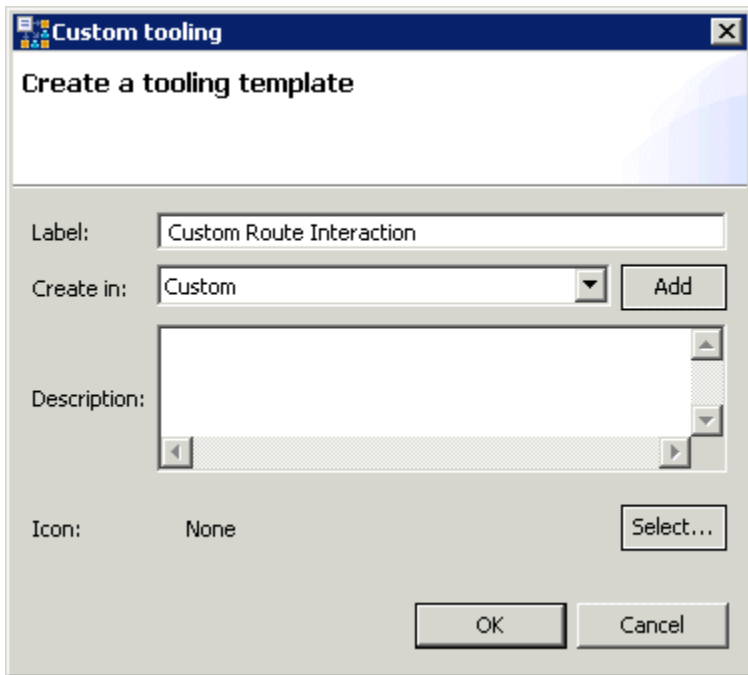 Custom tooling
Create a tooling template
Label: Custom Route Interaction
Create in: Custom Add
Description:
Icon: None Select...
OK Cancel